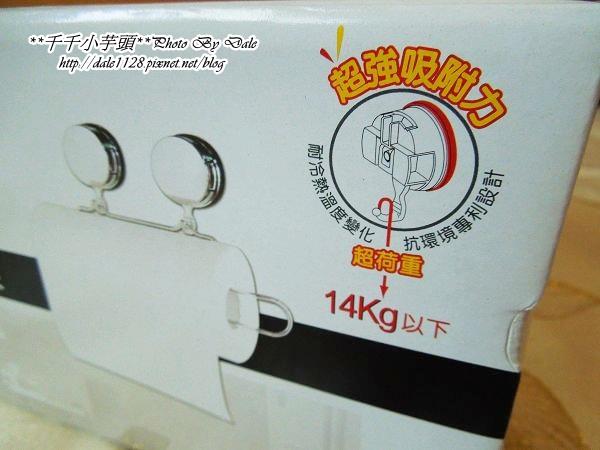 **千千小芋頭**Photo By Dale
http://dale1128.pixnet.net/blog
超強吸附力
耐冷熱溫度變化
抗環境專利設計
超荷重
14Kg以下